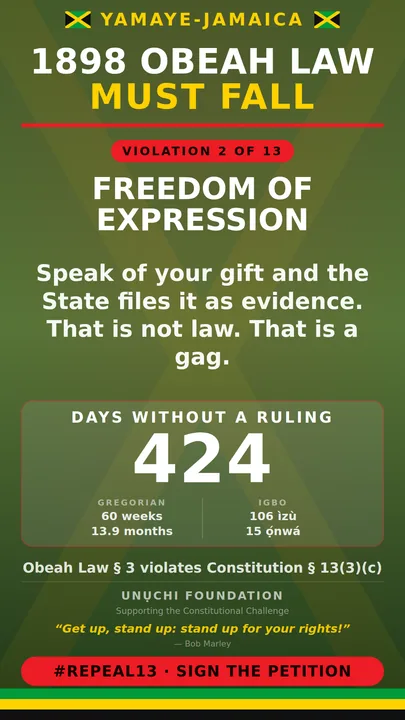 YAMAYE-JAMAICA
1898 OBEAH LAW
MUST FALL
VIOLATION 2 OF 13
FREEDOM OF
EXPRESSION
Speak of your gift and the
State files it as evidence.
That is not law. That is a
gag.
DAYS WITHOUT A RULING
424
GREGORIAN
60 weeks
13.9 months
IGBO
106 ìzù
15 ọ́nwá
Obeah Law § 3 violates Constitution § 13(3)(c)
UNỤCHI FOUNDATION
Supporting the Constitutional Challenge
“Get up, stand up: stand up for your rights!”
— Bob Marley
#REPEAL13 · SIGN THE PETITION